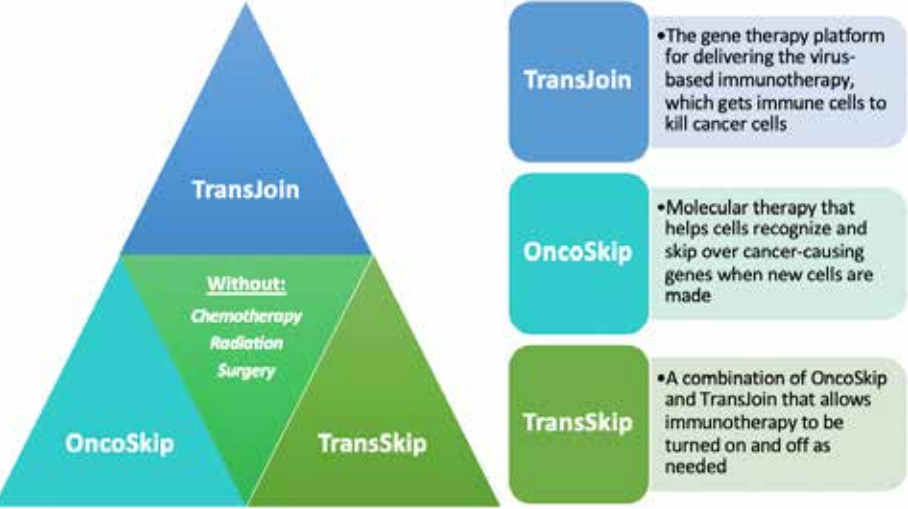 TransJoin
Without:
Chemotherapy
Radiation
Surgery
OncoSkip
TransSkip
TransJoin
•The gene therapy platform
for delivering the virus-
based immunotherapy,
which gets immune cells to
kill cancer cells
OncoSkip
•Molecular therapy that
helps cells recognize and
skip over cancer-causing
genes when new cells are
made
TransSkip
•A combination of OncoSkip
and TransJoin that allows
immunotherapy to be
turned on and off as
needed